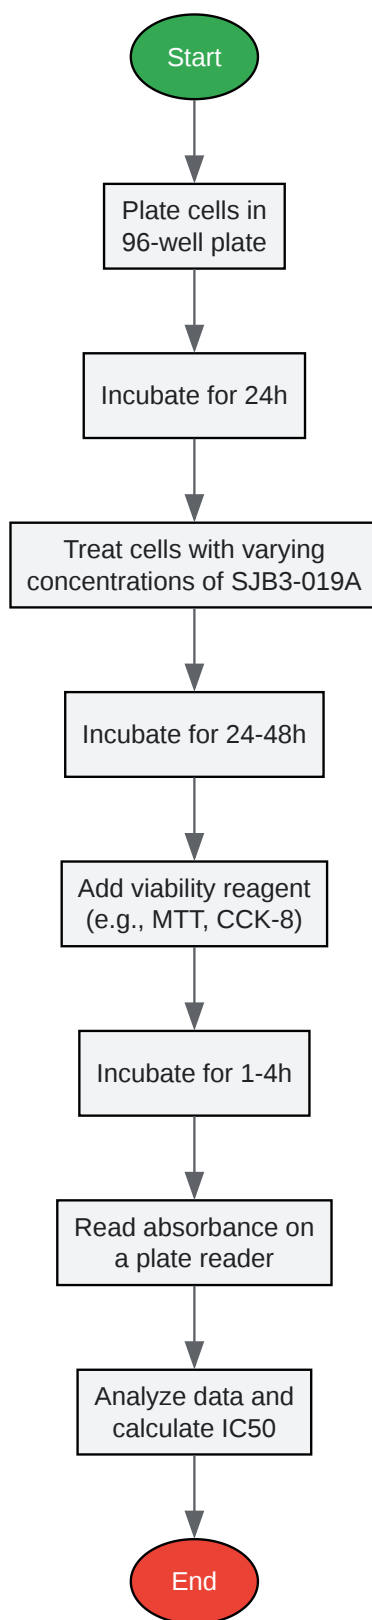 Start
Plate cells in
96-well plate
Incubate for 24h
Treat cells with varying
concentrations of SJB3-019A
Incubate for 24-48h
Add viability reagent
(e.g., MTT, CCK-8)
Incubate for 1-4h
Read absorbance on
a plate reader
Analyze data and
calculate IC50
End